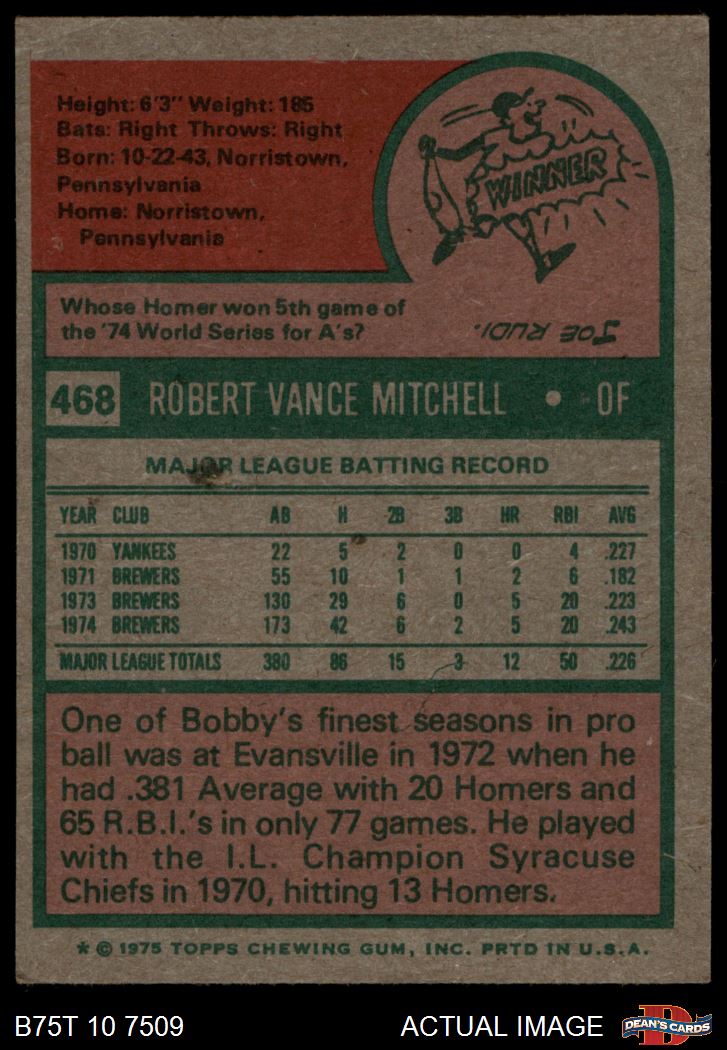 Height: 6'3" Weight: 185
Bats: Right Throws: Right
Born: 10-22-43, Norristown,
Pennsylvania
Home: Norristown,
Pennsylvania
WINNER
Whose Homer won 5th game of
the '74 World Series for A's?
JOE RUDI.
468 ROBERT VANCE MITCHELL • OF
MAJOR LEAGUE BATTING RECORD
YEAR CLUB AB H 2B 3B HR RBI AVG
1970 YANKEES 22 5 2 0 0 4 .227
1971 BREWERS 55 10 1 1 2 6 .182
1973 BREWERS 130 29 6 0 5 20 .223
1974 BREWERS 173 42 6 2 5 20 .243
MAJOR LEAGUE TOTALS 380 86 15 3 12 50 .226
One of Bobby's finest seasons in pro
ball was at Evansville in 1972 when he
had .381 Average with 20 Homers and
65 R.B.I.'s in only 77 games. He played
with the I.L. Champion Syracuse
Chiefs in 1970, hitting 13 Homers.
* © 1975 TOPPS CHEWING GUM, INC. PRTD IN U.S.A.
B75T 10 7509 ACTUAL IMAGE
D
DEAN'S CARDS